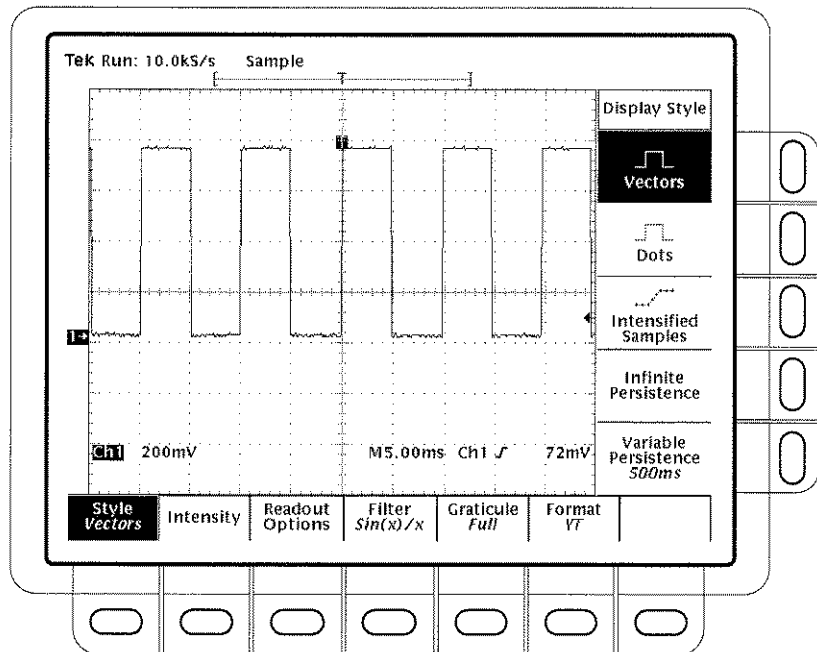 Tek Run: 10.0kS/s Sample
Display Style
Vectors
Dots
Intensified
Samples
Infinite
Persistence
Variable
Persistence
500ms
T
1→
Ch1 200mV M5.00ms Ch1 ƒ 72mV
Style
Vectors
Intensity
Readout
Options
Filter
Sin(x)/x
Graticule
Full
Format
YT